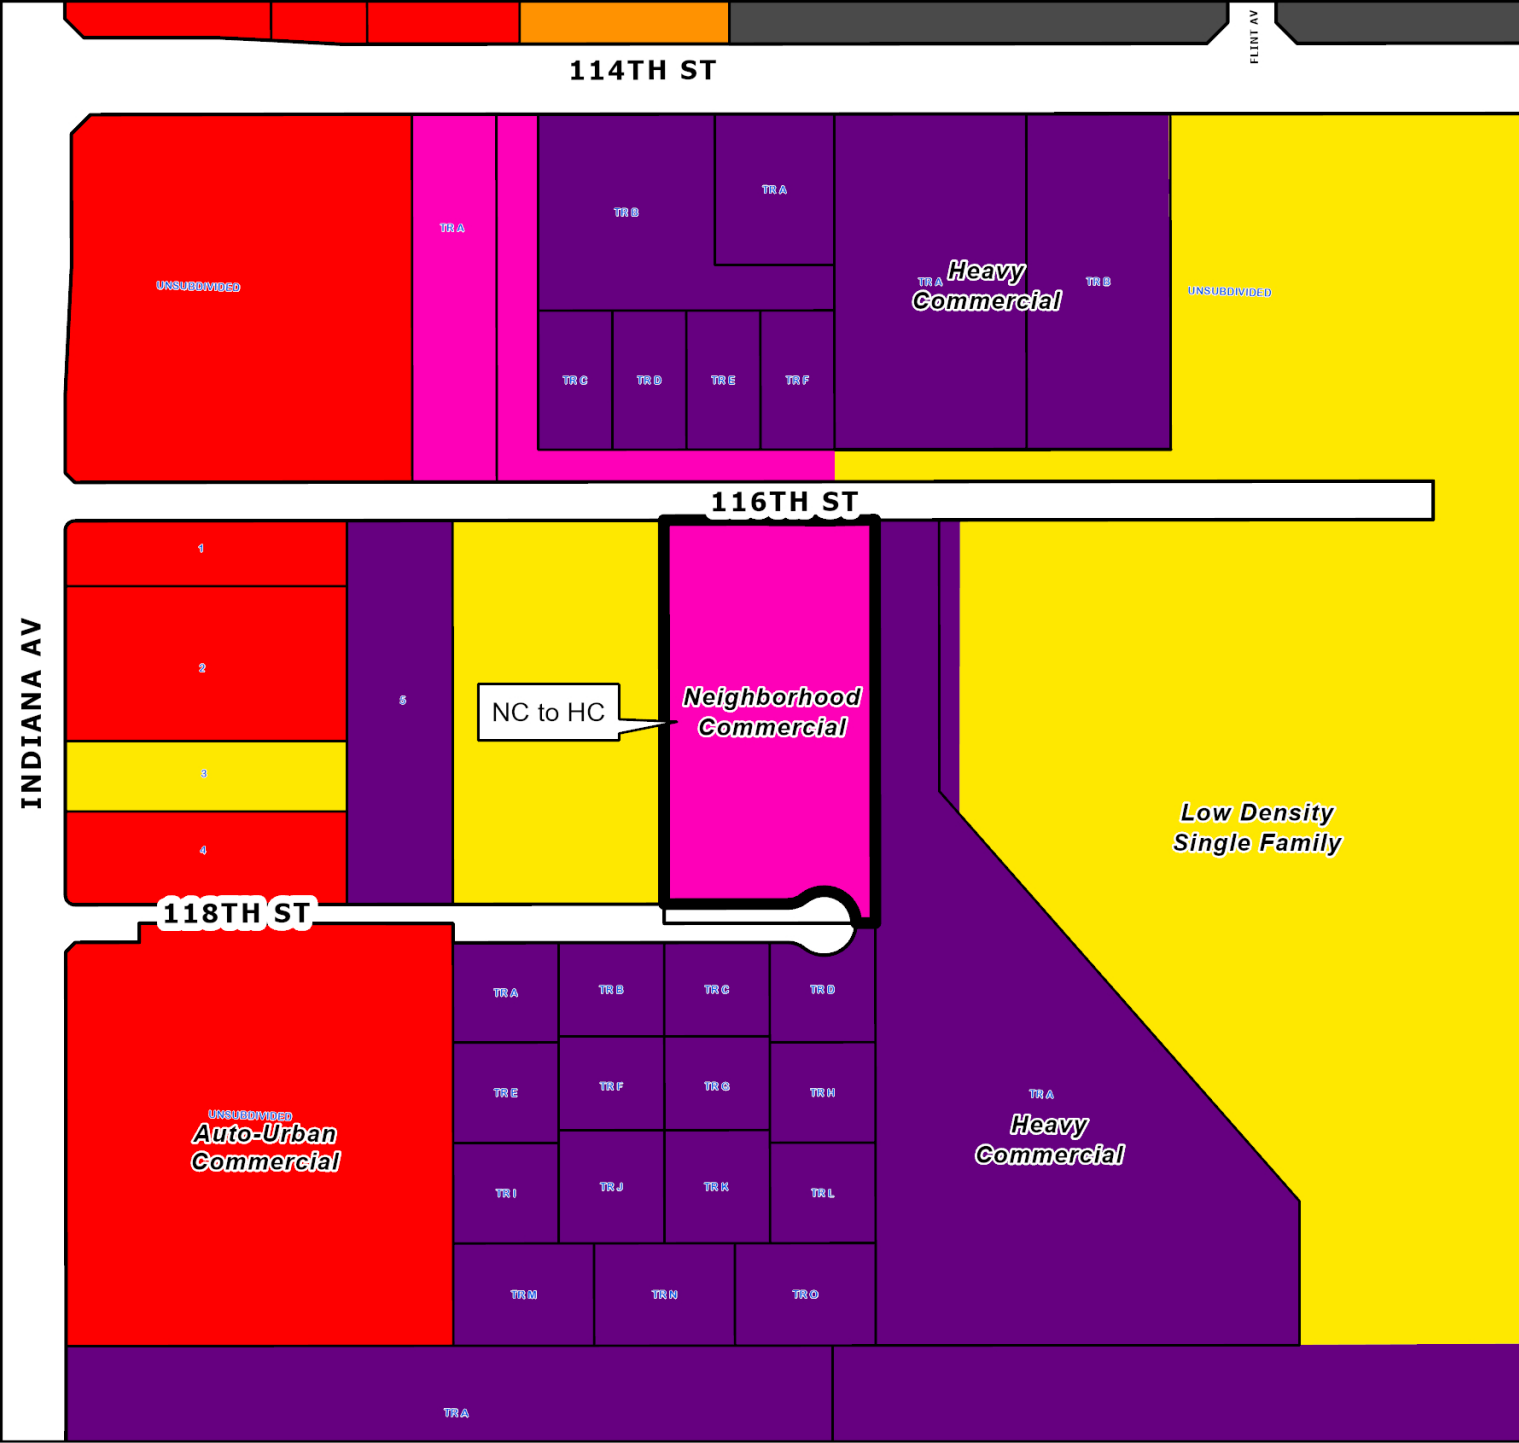 FLINT AV
114TH ST
TR A
TR B
TR A
Heavy
Commercial
TR A
TR B
UNSUBDIVIDED
UNSUBDIVIDED
TR C
TR D
TR E
TR F
116TH ST
1
2
3
4
5
INDIANA AV
NC to HC
Neighborhood
Commercial
Low Density
Single Family
118TH ST
TR A
TR B
TR C
TR D
TR E
TR F
TR G
TR H
UNSUBDIVIDED
Auto-Urban
Commercial
TR A
Heavy
Commercial
TR I
TR J
TR K
TR L
TR M
TR N
TR O
TR A